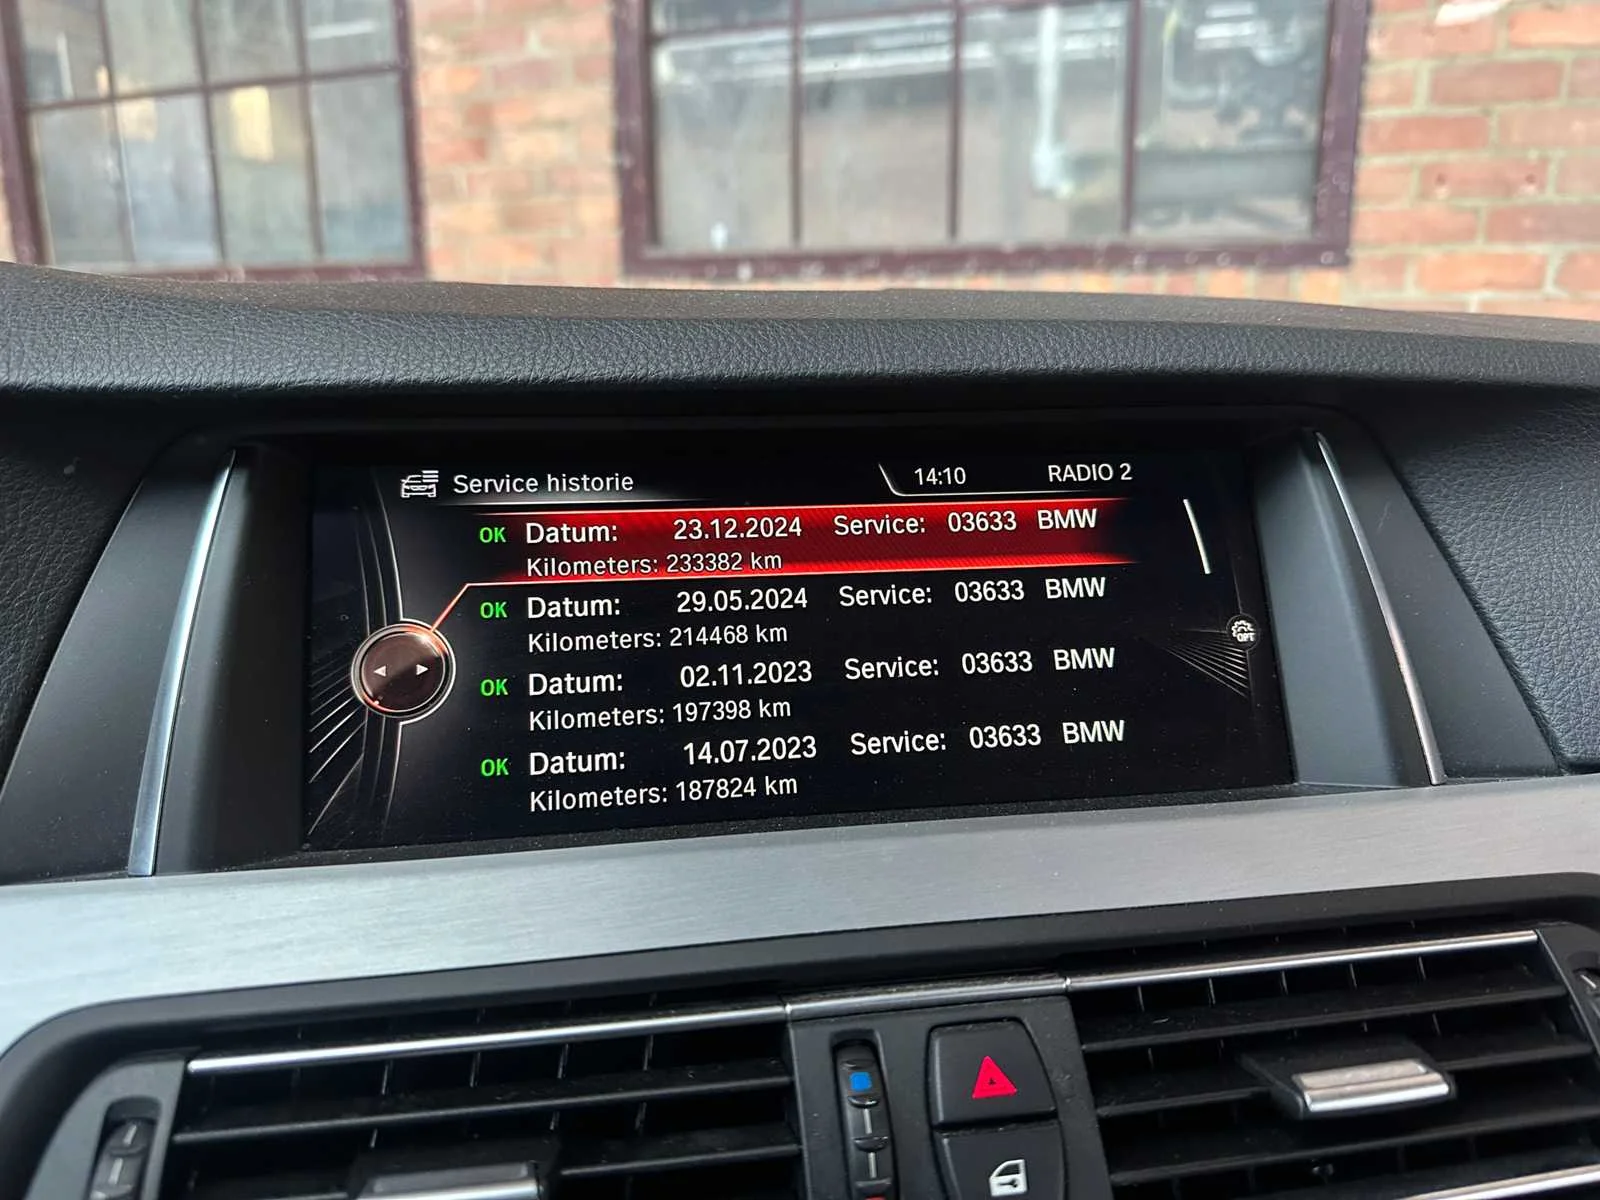 Service historie 14:10 RADIO 2
OK Datum: 23.12.2024 Service: 03633 BMW
Kilometers: 233382 km
OK Datum: 29.05.2024 Service: 03633 BMW
Kilometers: 214468 km
OPT
OK Datum: 02.11.2023 Service: 03633 BMW
Kilometers: 197398 km
OK Datum: 14.07.2023 Service: 03633 BMW
Kilometers: 187824 km